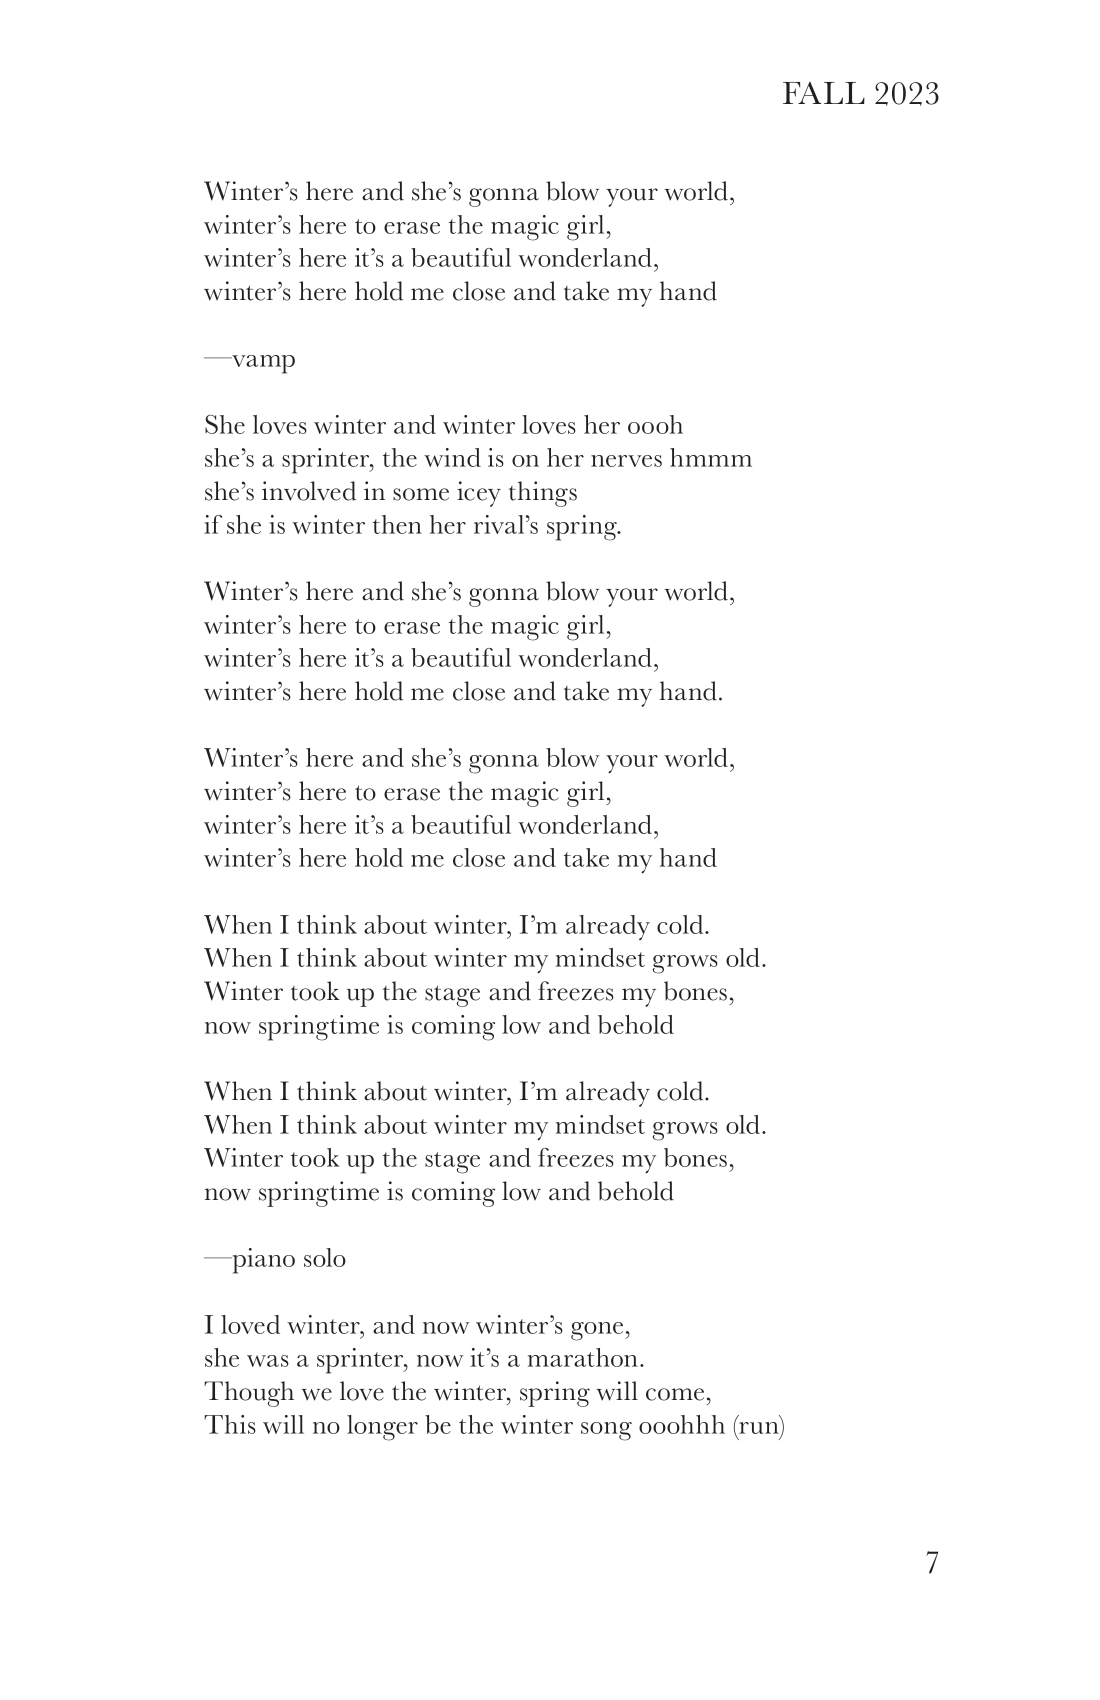 FALL 2023
Winter’s here and she’s gonna blow your world,
winter’s here to erase the magic girl,
winter’s here it’s a beautiful wonderland,
winter’s here hold me close and take my hand
—vamp
She loves winter and winter loves her oooh
she’s a sprinter, the wind is on her nerves hmmm
she’s involved in some icey things
if she is winter then her rival’s spring.
Winter’s here and she’s gonna blow your world,
winter’s here to erase the magic girl,
winter’s here it’s a beautiful wonderland,
winter’s here hold me close and take my hand.
Winter’s here and she’s gonna blow your world,
winter’s here to erase the magic girl,
winter’s here it’s a beautiful wonderland,
winter’s here hold me close and take my hand
When I think about winter, I’m already cold.
When I think about winter my mindset grows old.
Winter took up the stage and freezes my bones,
now springtime is coming low and behold
When I think about winter, I’m already cold.
When I think about winter my mindset grows old.
Winter took up the stage and freezes my bones,
now springtime is coming low and behold
—piano solo
I loved winter, and now winter’s gone,
she was a sprinter, now it’s a marathon.
Though we love the winter, spring will come,
This will no longer be the winter song ooohhh (run)
7